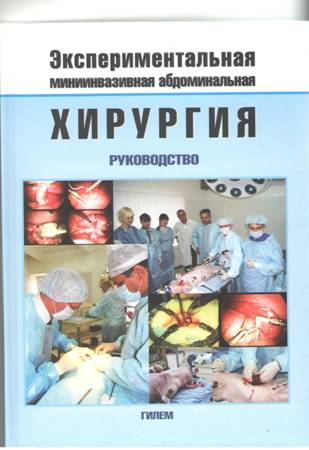 Экспериментальная
миниинвазивная абдоминальная
ХИРУРГИЯ
РУКОВОДСТВО
ГИЛЕМ